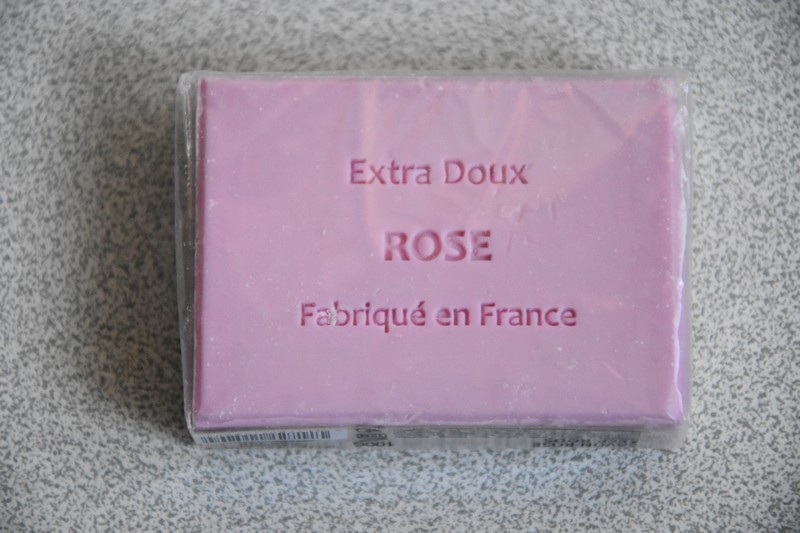 Extra Doux
ROSE
Fabriqué en France